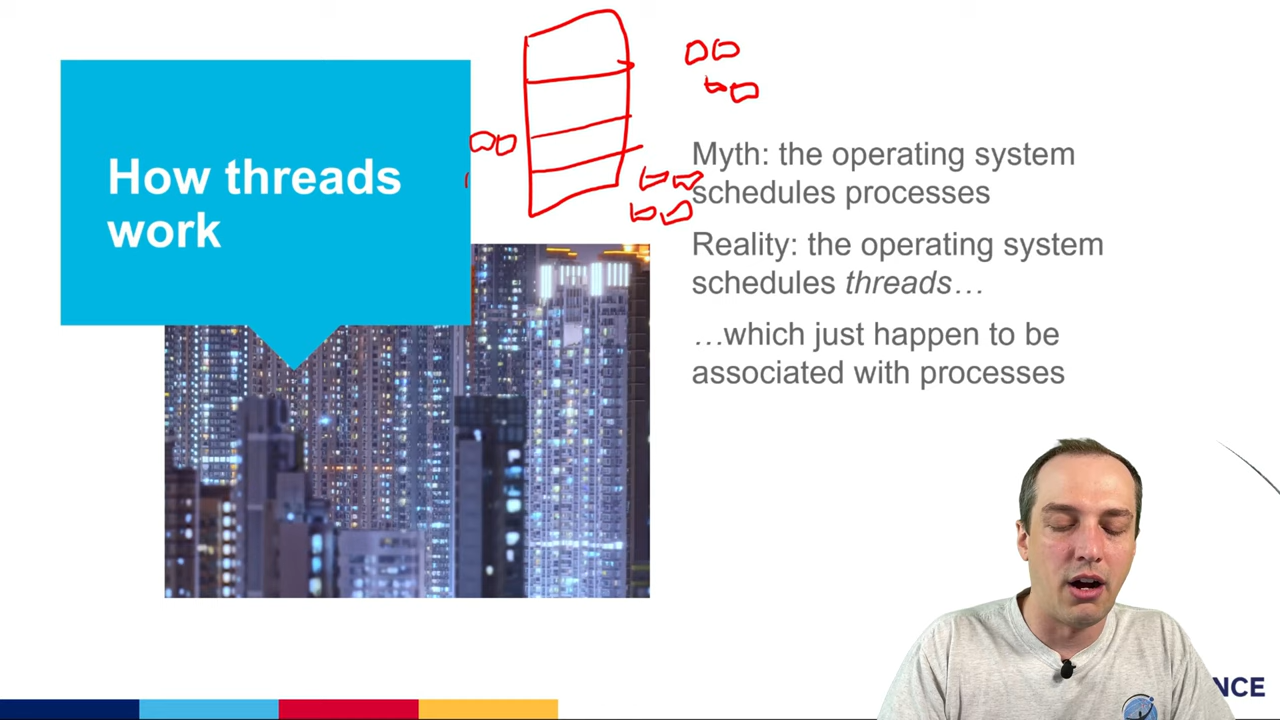 How threads
work
Myth: the operating system
schedules processes
Reality: the operating system
schedules threads…
…which just happen to be
associated with processes
NCE